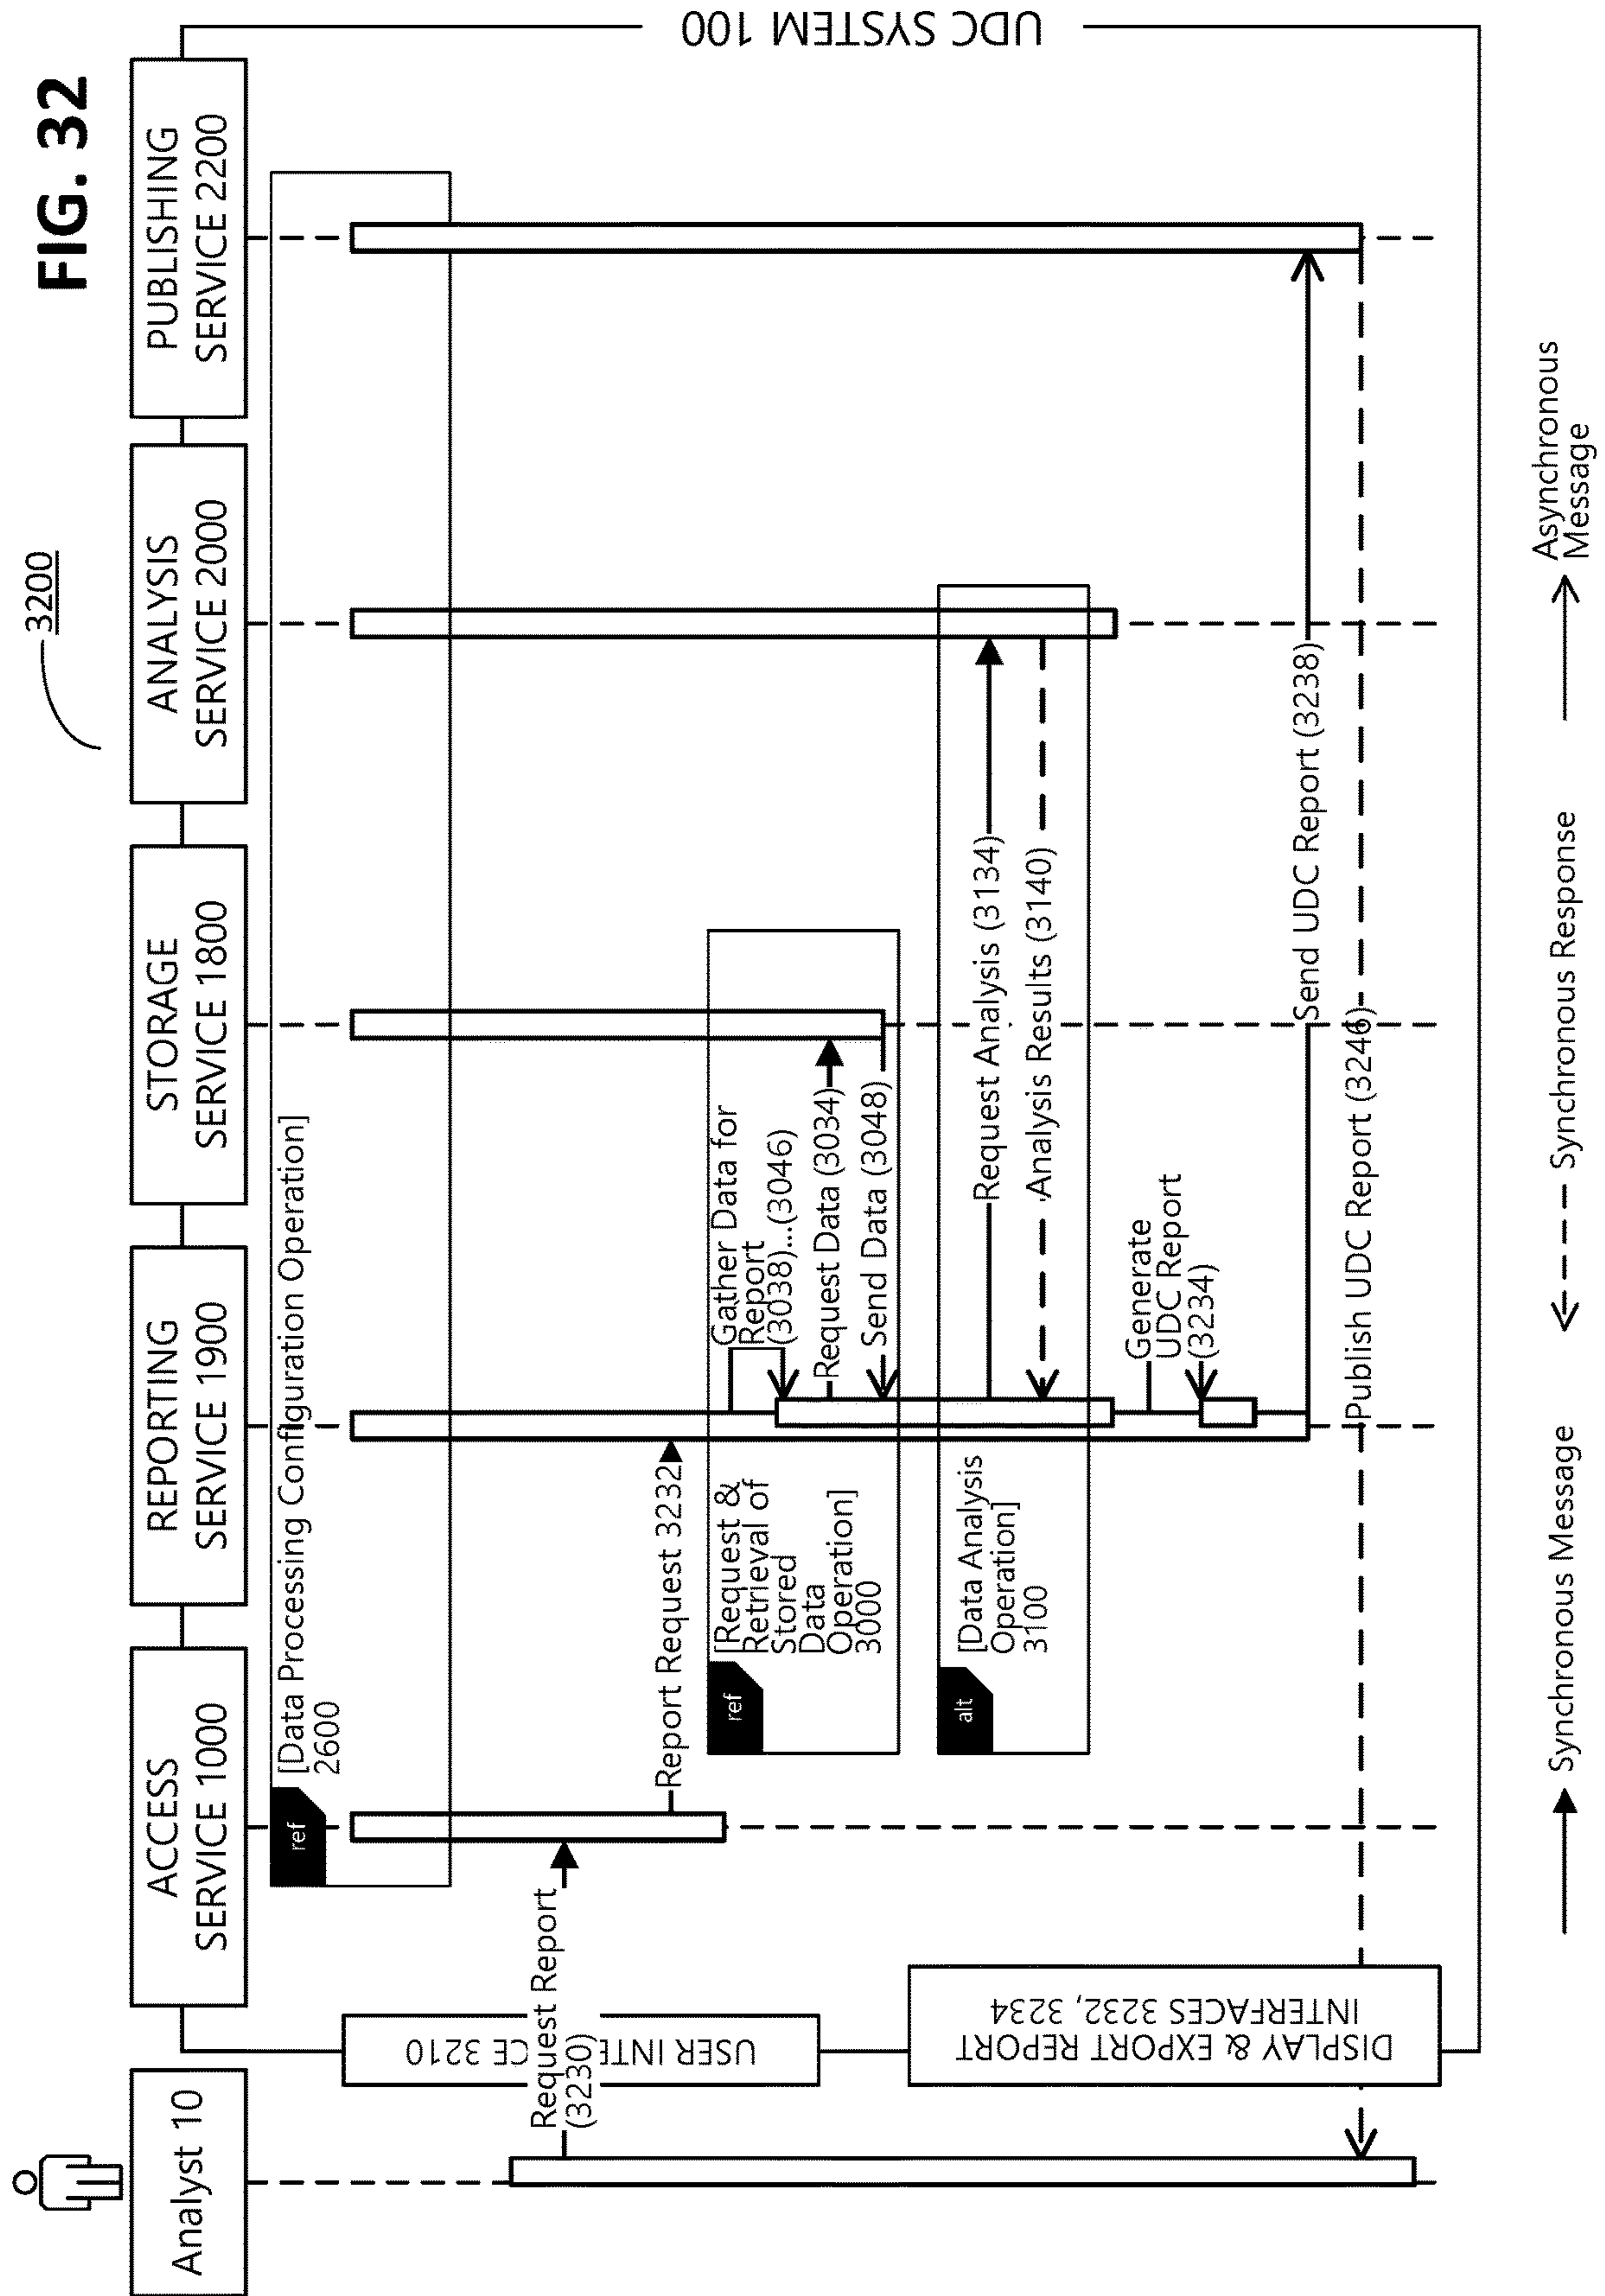 FIG. 32
3200
Analyst 10
ACCESS
SERVICE 1000
REPORTING
SERVICE 1900
STORAGE
SERVICE 1800
ANALYSIS
SERVICE 2000
PUBLISHING
SERVICE 2200
ref
[Data Processing Configuration Operation]
2600
USER INTE CE 3210
Request Report
(3230)
Report Request 3232
ref
[Request &
Retrieval of
Stored
Data
Operation]
3000
Gather Data for
Report
(3038)...(3046)
Request Data (3034)
Send Data (3048)
alt
[Data Analysis
Operation]
3100
Request Analysis (3134)
Analysis Results (3140)
Generate
UDC Report
(3234)
Send UDC Report (3238)
Publish UDC Report (3246)
DISPLAY & EXPORT REPORT
INTERFACES 3232, 3234
UDC SYSTEM 100
Synchronous Message
Synchronous Response
Asynchronous
Message